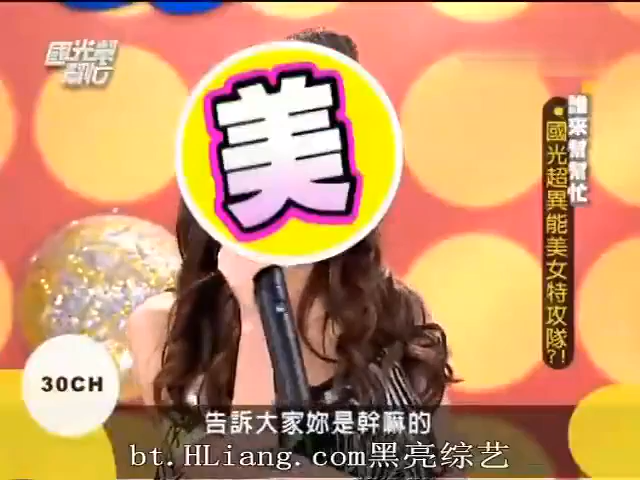 國光幫
幫忙
美
誰來幫幫忙
國光超異能美女特攻隊?!
30CH
告訴大家妳是幹嘛的
bt.HLiang.com黑亮综艺